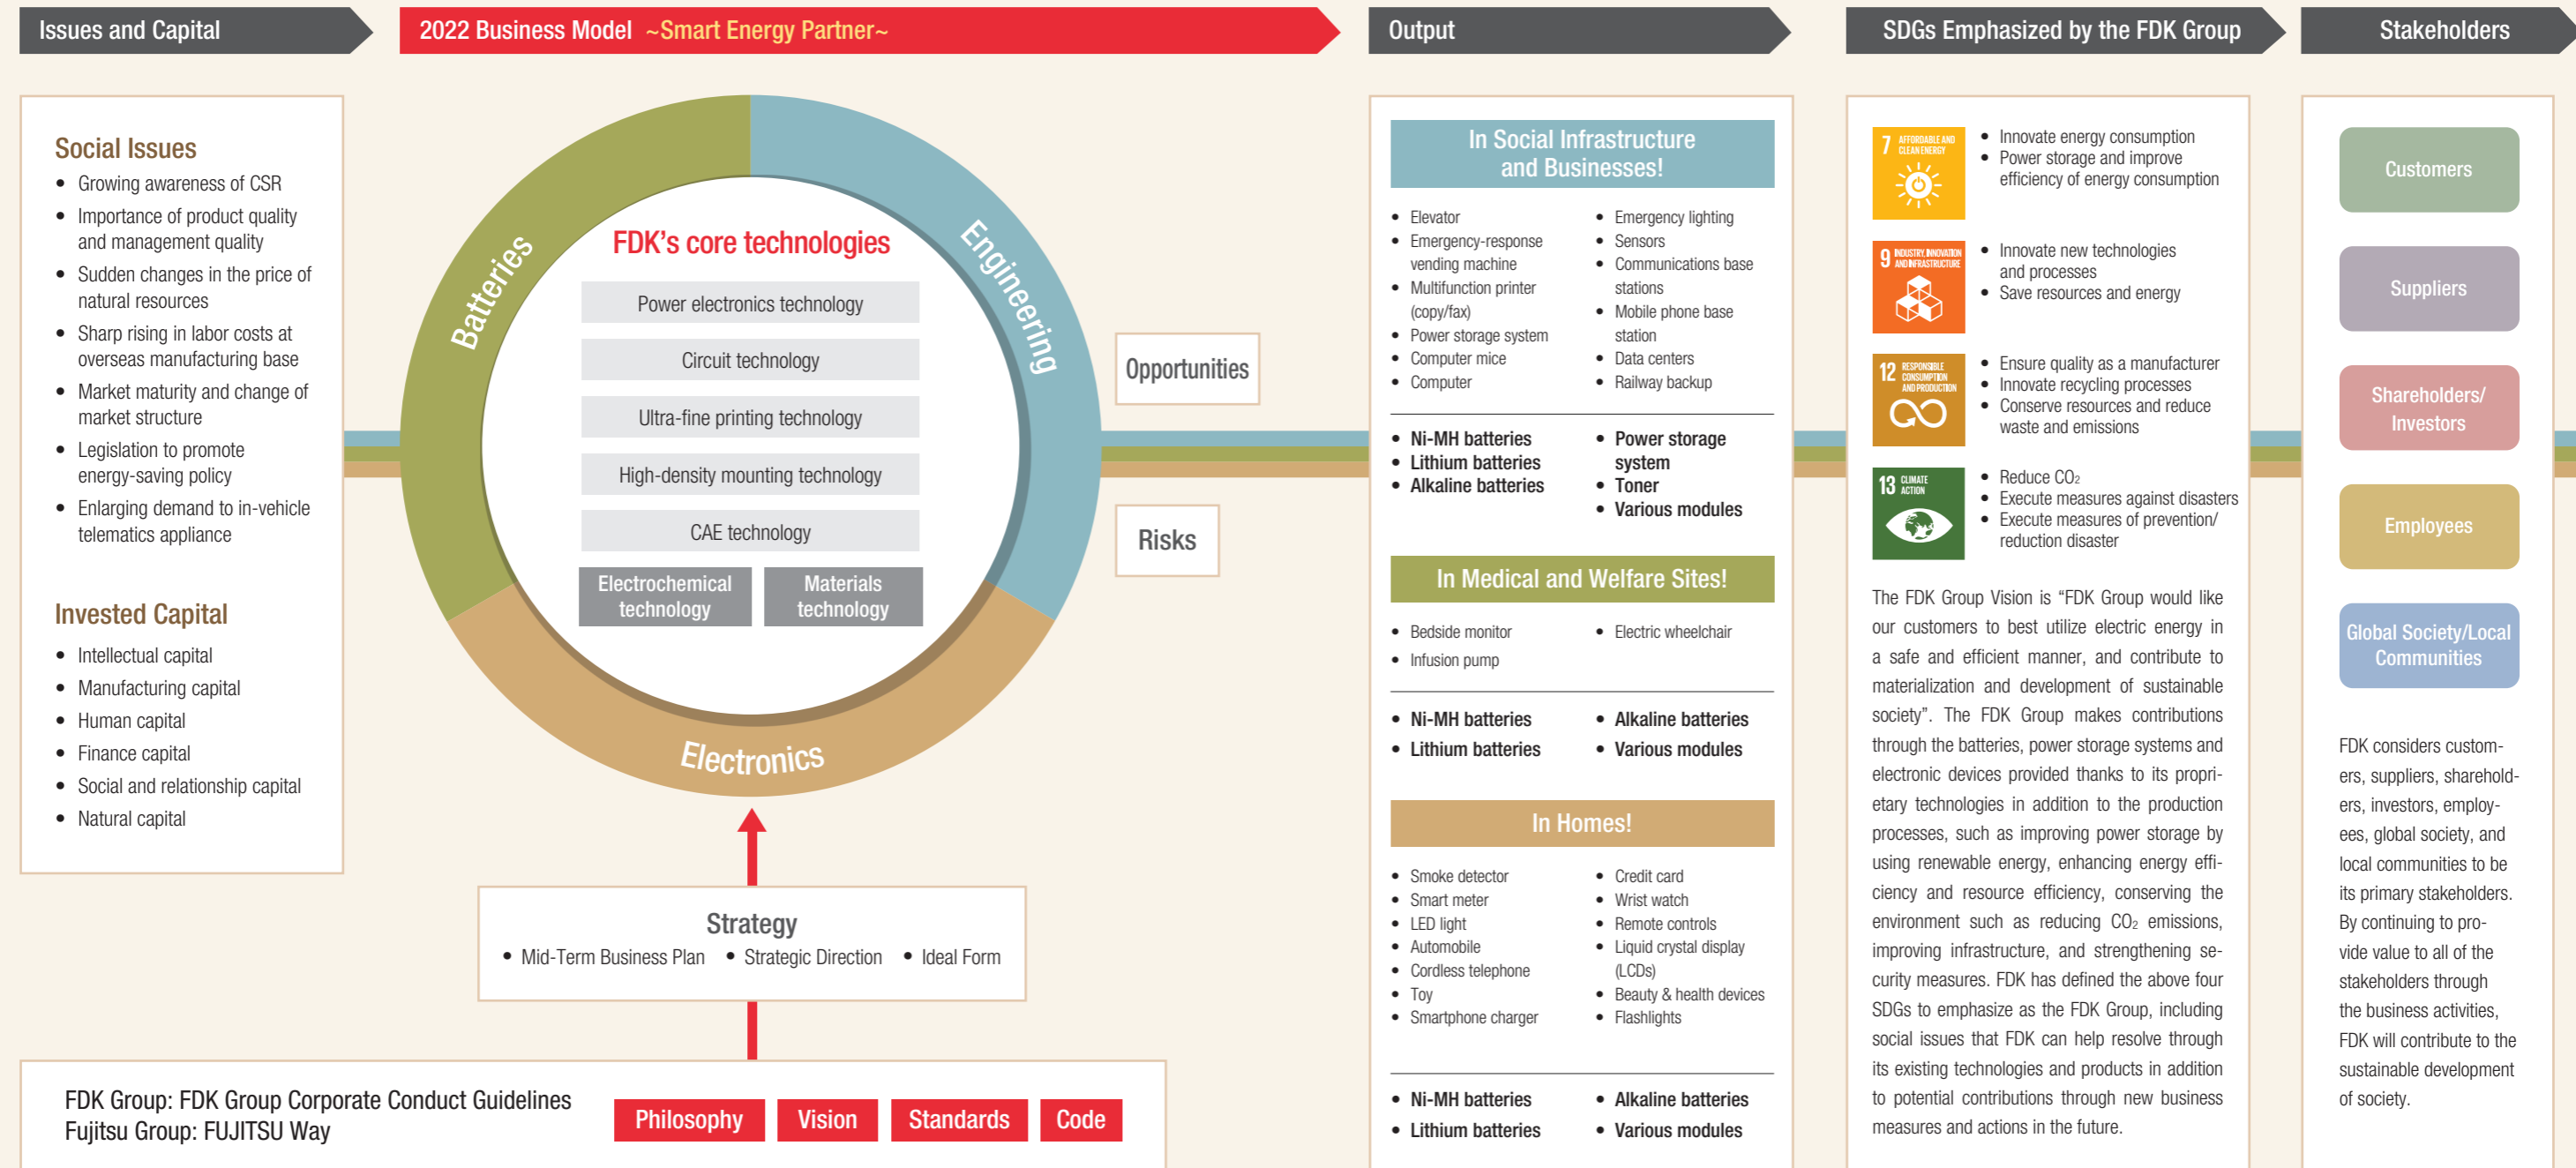 Issues and Capital
2022 Business Model ~Smart Energy Partner~
Output
SDGs Emphasized by the FDK Group
Stakeholders
Social Issues
• Growing awareness of CSR
• Importance of product quality
and management quality
• Sudden changes in the price of
natural resources
• Sharp rising in labor costs at
overseas manufacturing base
• Market maturity and change of
market structure
• Legislation to promote
energy-saving policy
• Enlarging demand to in-vehicle
telematics appliance
Invested Capital
• Intellectual capital
• Manufacturing capital
• Human capital
• Finance capital
• Social and relationship capital
• Natural capital
Batteries
Engineering
Electronics
FDK's core technologies
Power electronics technology
Circuit technology
Ultra-fine printing technology
High-density mounting technology
CAE technology
Electrochemical
technology
Materials
technology
Opportunities
Risks
Strategy
• Mid-Term Business Plan • Strategic Direction • Ideal Form
FDK Group: FDK Group Corporate Conduct Guidelines
Fujitsu Group: FUJITSU Way
Philosophy
Vision
Standards
Code
In Social Infrastructure
and Businesses!
• Elevator
• Emergency-response
vending machine
• Multifunction printer
(copy/fax)
• Power storage system
• Computer mice
• Computer
• Emergency lighting
• Sensors
• Communications base
stations
• Mobile phone base
station
• Data centers
• Railway backup
• Ni-MH batteries
• Lithium batteries
• Alkaline batteries
• Power storage
system
• Toner
• Various modules
In Medical and Welfare Sites!
• Bedside monitor
• Infusion pump
• Electric wheelchair
• Ni-MH batteries
• Lithium batteries
• Alkaline batteries
• Various modules
In Homes!
• Smoke detector
• Smart meter
• LED light
• Automobile
• Cordless telephone
• Toy
• Smartphone charger
• Credit card
• Wrist watch
• Remote controls
• Liquid crystal display
(LCDs)
• Beauty & health devices
• Flashlights
• Ni-MH batteries
• Lithium batteries
• Alkaline batteries
• Various modules
7 AFFORDABLE AND
CLEAN ENERGY
• Innovate energy consumption
• Power storage and improve
efficiency of energy consumption
9 INDUSTRY, INNOVATION
AND INFRASTRUCTURE
• Innovate new technologies
and processes
• Save resources and energy
12 RESPONSIBLE
CONSUMPTION
AND PRODUCTION
• Ensure quality as a manufacturer
• Innovate recycling processes
• Conserve resources and reduce
waste and emissions
13 CLIMATE
ACTION
• Reduce CO₂
• Execute measures against disasters
• Execute measures of prevention/
reduction disaster
The FDK Group Vision is “FDK Group would like
our customers to best utilize electric energy in
a safe and efficient manner, and contribute to
materialization and development of sustainable
society”. The FDK Group makes contributions
through the batteries, power storage systems and
electronic devices provided thanks to its propri-
etary technologies in addition to the production
processes, such as improving power storage by
using renewable energy, enhancing energy effi-
ciency and resource efficiency, conserving the
environment such as reducing CO₂ emissions,
improving infrastructure, and strengthening se-
curity measures. FDK has defined the above four
SDGs to emphasize as the FDK Group, including
social issues that FDK can help resolve through
its existing technologies and products in addition
to potential contributions through new business
measures and actions in the future.
Customers
Suppliers
Shareholders/
Investors
Employees
Global Society/Local
Communities
FDK considers custom-
ers, suppliers, sharehold-
ers, investors, employ-
ees, global society, and
local communities to be
its primary stakeholders.
By continuing to pro-
vide value to all of the
stakeholders through
the business activities,
FDK will contribute to the
sustainable development
of society.